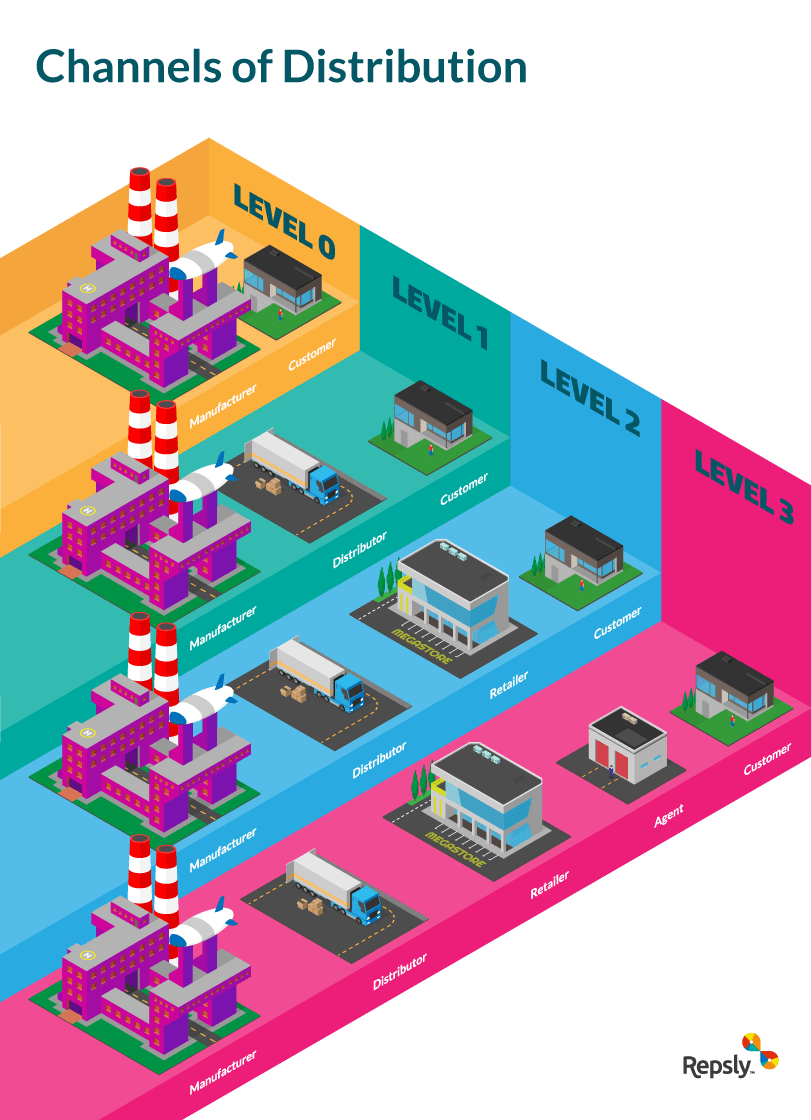 Channels of Distribution
LEVEL 0
Customer
Manufacturer
LEVEL 1
Customer
Distributor
Manufacturer
LEVEL 2
Customer
Retailer
MEGASTORE
Distributor
Manufacturer
LEVEL 3
Customer
Agent
Retailer
MEGASTORE
Distributor
Manufacturer
H
H
H
H
Repsly™